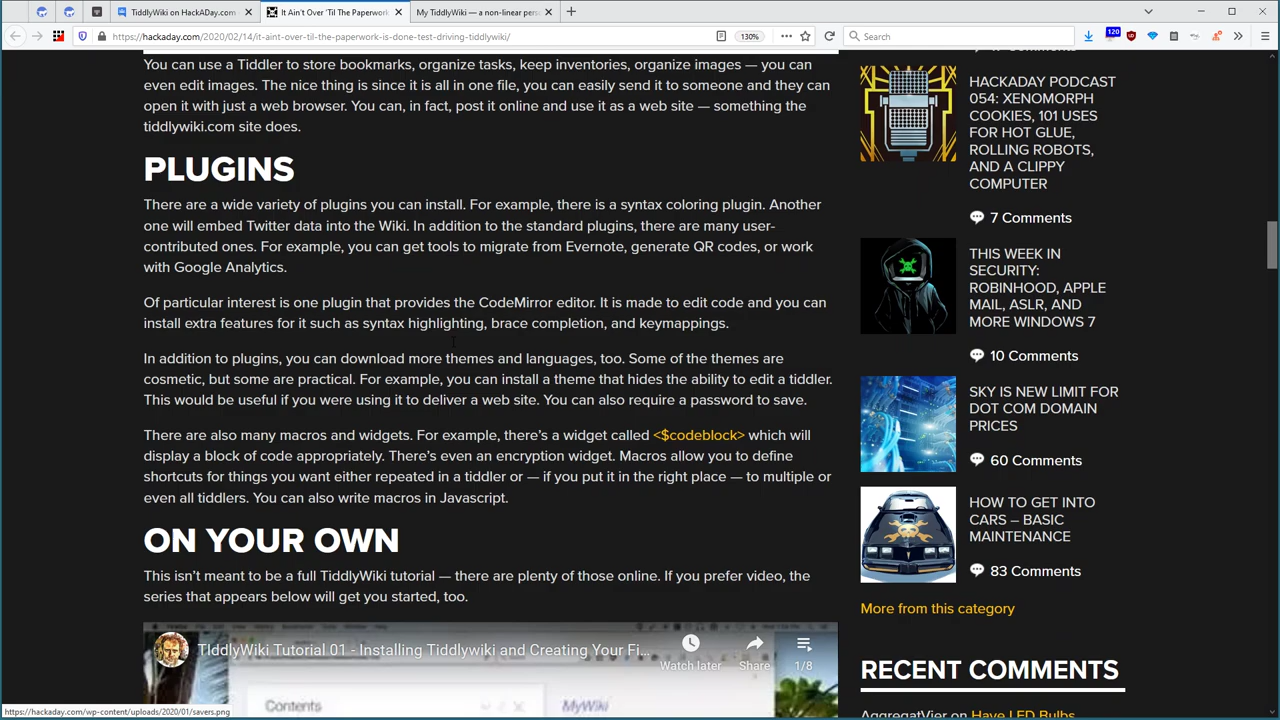 TiddlyWiki on HackADay.com
It Ain't Over 'Til The Paperwork
My TiddlyWiki — a non-linear pers
https://hackaday.com/2020/02/14/it-aint-over-til-the-paperwork-is-done-test-driving-tiddlywiki/
130%
Search
120
You can use a Tiddler to store bookmarks, organize tasks, keep inventories, organize images — you can
even edit images. The nice thing is since it is all in one file, you can easily send it to someone and they can
open it with just a web browser. You can, in fact, post it online and use it as a web site — something the
tiddlywiki.com site does.
PLUGINS
There are a wide variety of plugins you can install. For example, there is a syntax coloring plugin. Another
one will embed Twitter data into the Wiki. In addition to the standard plugins, there are many user-
contributed ones. For example, you can get tools to migrate from Evernote, generate QR codes, or work
with Google Analytics.
Of particular interest is one plugin that provides the CodeMirror editor. It is made to edit code and you can
install extra features for it such as syntax highlighting, brace completion, and keymappings.
In addition to plugins, you can download more themes and languages, too. Some of the themes are
cosmetic, but some are practical. For example, you can install a theme that hides the ability to edit a tiddler.
This would be useful if you were using it to deliver a web site. You can also require a password to save.
There are also many macros and widgets. For example, there's a widget called <$codeblock> which will
display a block of code appropriately. There's even an encryption widget. Macros allow you to define
shortcuts for things you want either repeated in a tiddler or — if you put it in the right place — to multiple or
even all tiddlers. You can also write macros in Javascript.
ON YOUR OWN
This isn't meant to be a full TiddlyWiki tutorial — there are plenty of those online. If you prefer video, the
series that appears below will get you started, too.
TIddlyWiki Tutorial 01 - Installing Tiddlywiki and Creating Your Fi...
Watch later
Share
1/8
Contents
MyWiki
https://hackaday.com/wp-content/uploads/2020/01/savers.png
HACKADAY PODCAST
054: XENOMORPH
COOKIES, 101 USES
FOR HOT GLUE,
ROLLING ROBOTS,
AND A CLIPPY
COMPUTER
7 Comments
THIS WEEK IN
SECURITY:
ROBINHOOD, APPLE
MAIL, ASLR, AND
MORE WINDOWS 7
10 Comments
SKY IS NEW LIMIT FOR
DOT COM DOMAIN
PRICES
60 Comments
HOW TO GET INTO
CARS – BASIC
MAINTENANCE
83 Comments
More from this category
RECENT COMMENTS
AggregatVier on Have LED Bulbs